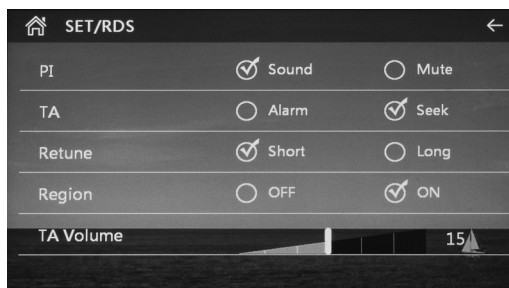 SET/RDS
PI Sound Mute
TA Alarm Seek
Retune Short Long
Region OFF ON
TA Volume 15